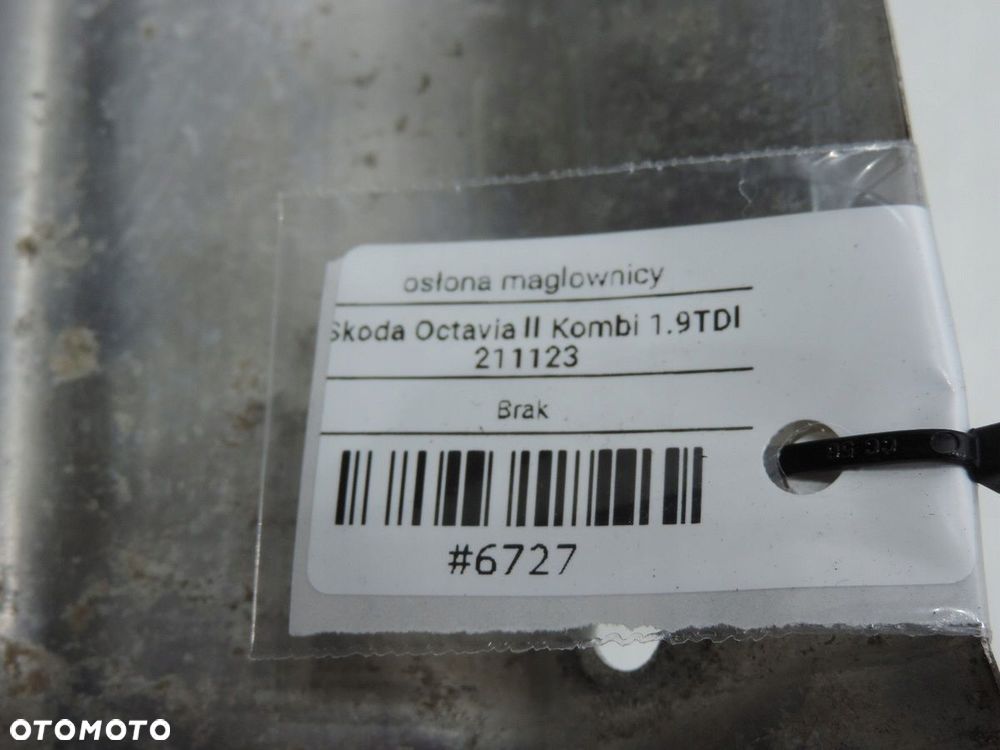 osłona maglownicy
Skoda Octavia II Kombi 1.9TDI
211123
Brak
#6727
OTOMOTO